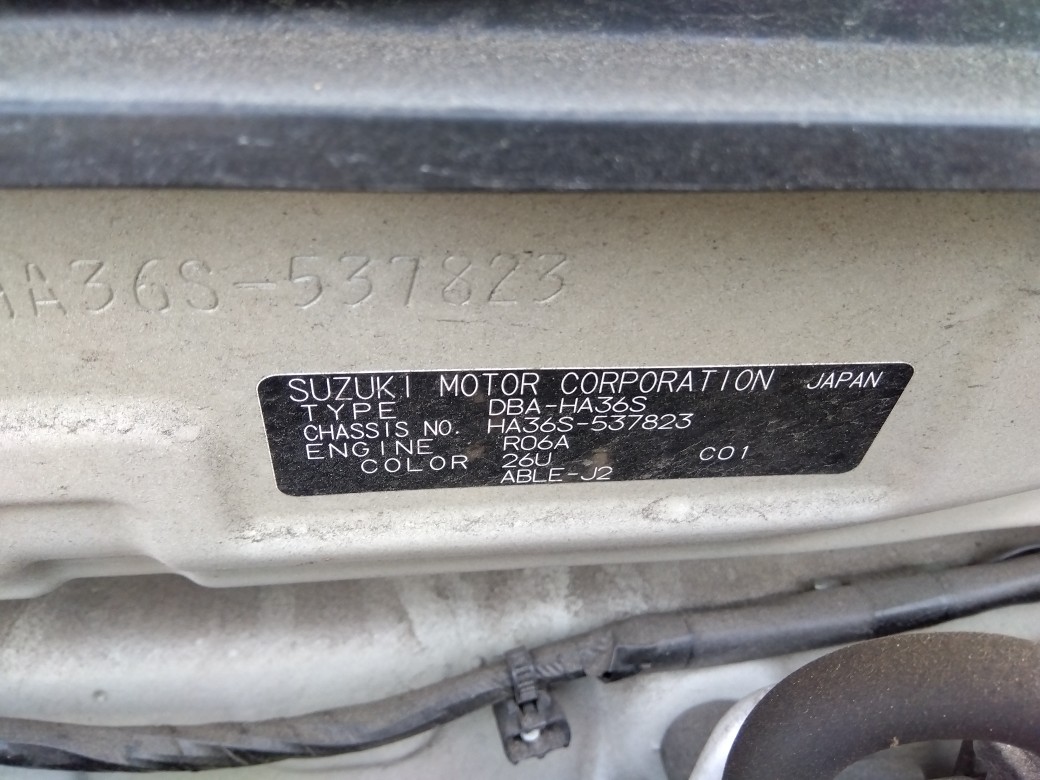 HA36S-537823
SUZUKI MOTOR CORPORATION JAPAN
TYPE DBA-HA36S
CHASSIS NO. HA36S-537823
ENGINE R06A
COLOR 26U C01
ABLE-J2